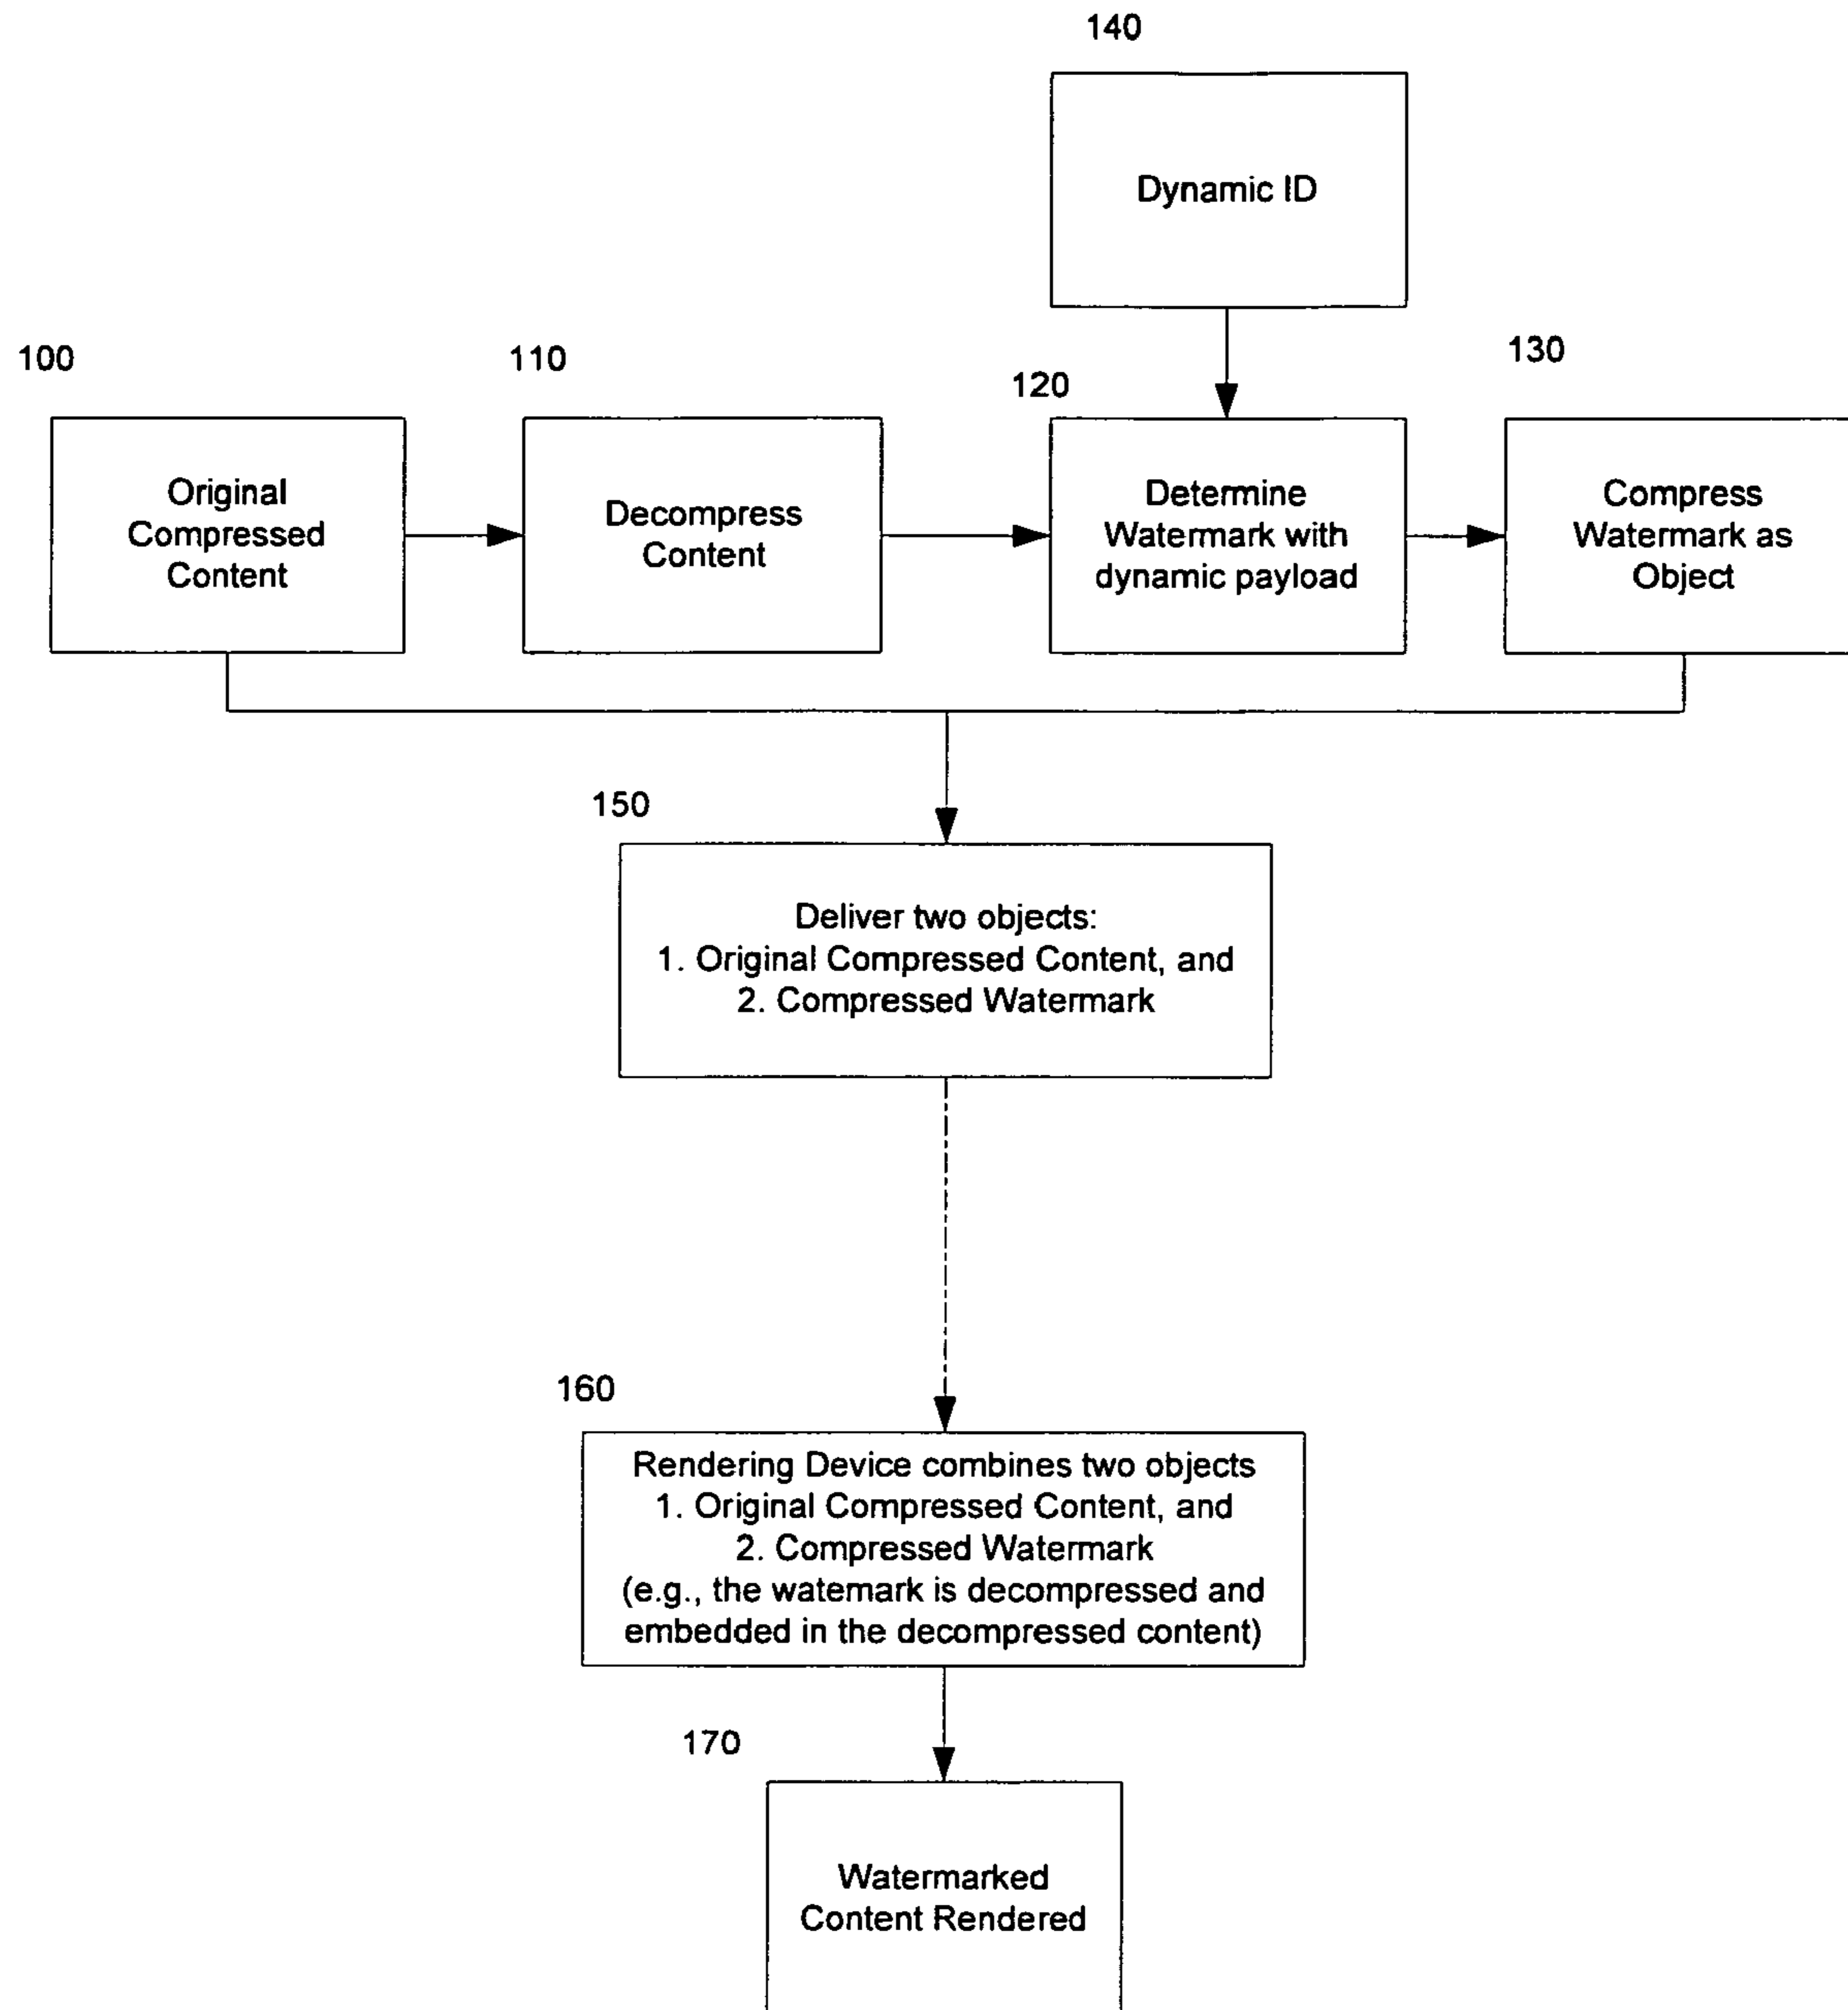 140
Dynamic ID
100
110
120
130
Original
Compressed
Content
Decompress
Content
Determine
Watermark with
dynamic payload
Compress
Watermark as
Object
150
Deliver two objects:
1. Original Compressed Content, and
2. Compressed Watermark
160
Rendering Device combines two objects
1. Original Compressed Content, and
2. Compressed Watermark
(e.g., the watemark is decompressed and
embedded in the decompressed content)
170
Watermarked
Content Rendered